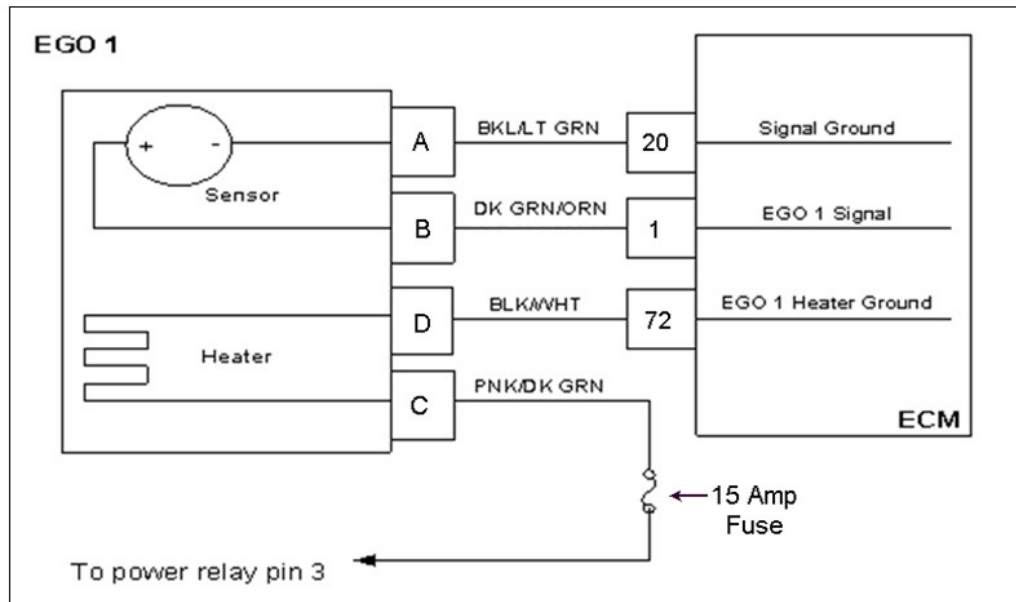 EGO 1
+ -
Sensor
Heater
A
B
D
C
BKL/LT GRN
DK GRN/ORN
BLK/WHT
PNK/DK GRN
20
1
72
Signal Ground
EGO 1 Signal
EGO 1 Heater Ground
ECM
15 Amp
Fuse
To power relay pin 3